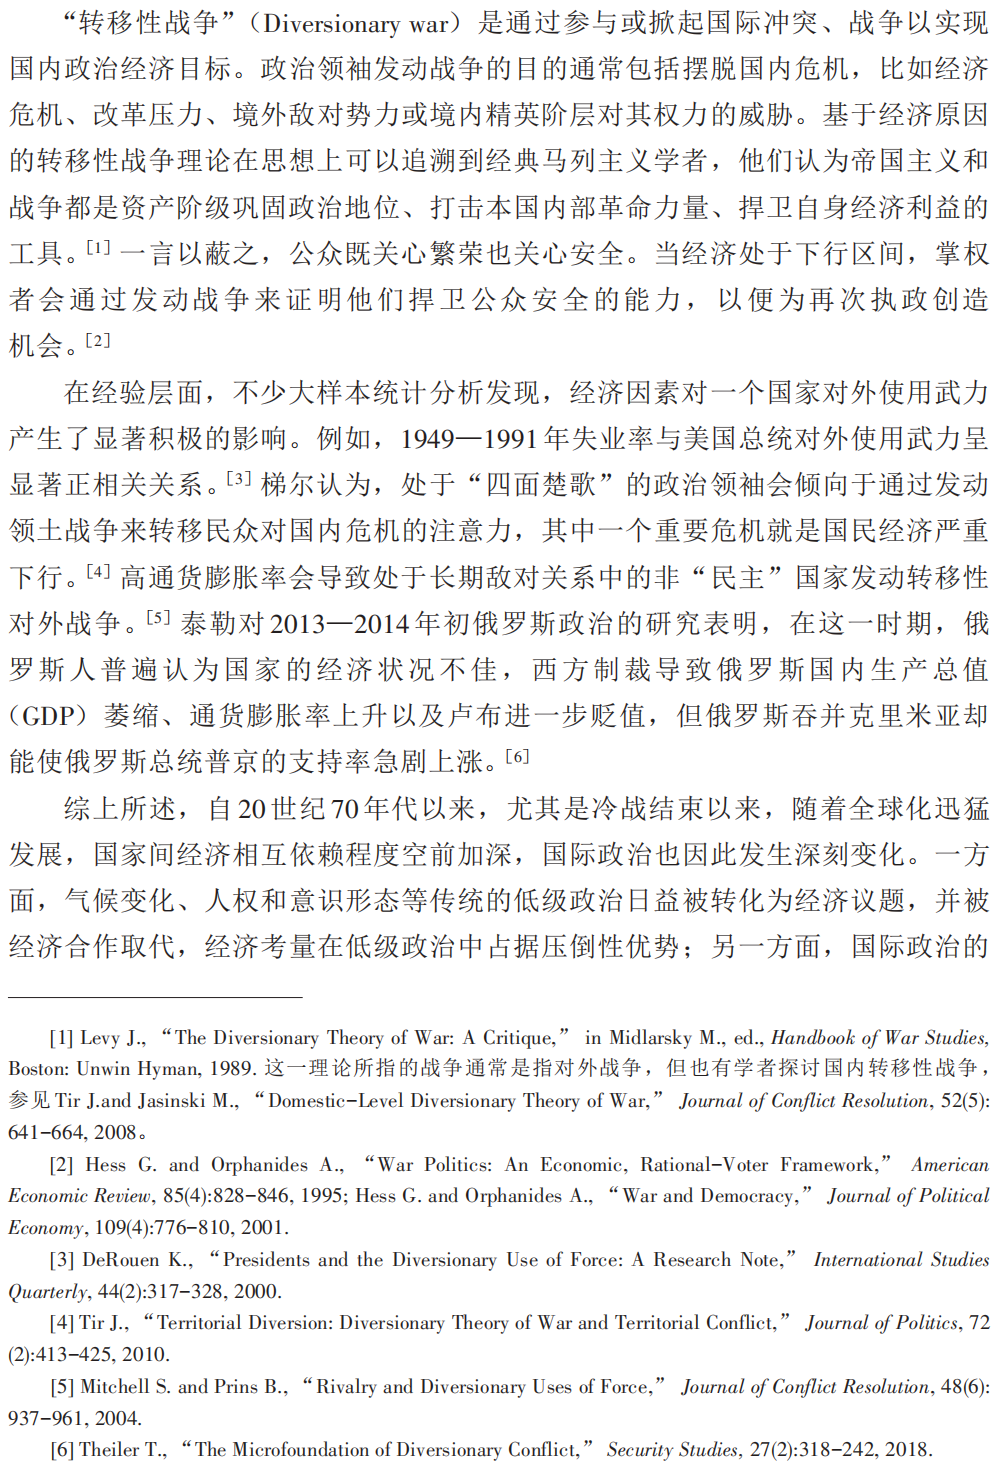 “转移性战争”（Diversionary war）是通过参与或掀起国际冲突、战争以实现
国内政治经济目标。政治领袖发动战争的目的通常包括摆脱国内危机，比如经济
危机、改革压力、境外敌对势力或境内精英阶层对其权力的威胁。基于经济原因
的转移性战争理论在思想上可以追溯到经典马列主义学者，他们认为帝国主义和
战争都是资产阶级巩固政治地位、打击本国内部革命力量、捍卫自身经济利益的
工具。[1] 一言以蔽之，公众既关心繁荣也关心安全。当经济处于下行区间，掌权
者会通过发动战争来证明他们捍卫公众安全的能力，以便为再次执政创造
机会。[2]
在经验层面，不少大样本统计分析发现，经济因素对一个国家对外使用武力
产生了显著积极的影响。例如，1949—1991年失业率与美国总统对外使用武力呈
显著正相关关系。[3] 梯尔认为，处于“四面楚歌”的政治领袖会倾向于通过发动
领土战争来转移民众对国内危机的注意力，其中一个重要危机就是国民经济严重
下行。[4] 高通货膨胀率会导致处于长期敌对关系中的非“民主”国家发动转移性
对外战争。[5] 泰勒对2013—2014年初俄罗斯政治的研究表明，在这一时期，俄
罗斯人普遍认为国家的经济状况不佳，西方制裁导致俄罗斯国内生产总值
（GDP）萎缩、通货膨胀率上升以及卢布进一步贬值，但俄罗斯吞并克里米亚却
能使俄罗斯总统普京的支持率急剧上涨。[6]
综上所述，自20世纪70年代以来，尤其是冷战结束以来，随着全球化迅猛
发展，国家间经济相互依赖程度空前加深，国际政治也因此发生深刻变化。一方
面，气候变化、人权和意识形态等传统的低级政治日益被转化为经济议题，并被
经济合作取代，经济考量在低级政治中占据压倒性优势；另一方面，国际政治的
[1] Levy J., “The Diversionary Theory of War: A Critique,” in Midlarsky M., ed., Handbook of War Studies,
Boston: Unwin Hyman, 1989. 这一理论所指的战争通常是指对外战争，但也有学者探讨国内转移性战争，
参见Tir J.and Jasinski M., “Domestic-Level Diversionary Theory of War,” Journal of Conflict Resolution, 52(5):
641-664, 2008。
[2] Hess G. and Orphanides A., “War Politics: An Economic, Rational-Voter Framework,” American
Economic Review, 85(4):828-846, 1995; Hess G. and Orphanides A., “War and Democracy,” Journal of Political
Economy, 109(4):776-810, 2001.
[3] DeRouen K., “Presidents and the Diversionary Use of Force: A Research Note,” International Studies
Quarterly, 44(2):317-328, 2000.
[4] Tir J., “Territorial Diversion: Diversionary Theory of War and Territorial Conflict,” Journal of Politics, 72
(2):413-425, 2010.
[5] Mitchell S. and Prins B., “Rivalry and Diversionary Uses of Force,” Journal of Conflict Resolution, 48(6):
937-961, 2004.
[6] Theiler T., “The Microfoundation of Diversionary Conflict,” Security Studies, 27(2):318-242, 2018.